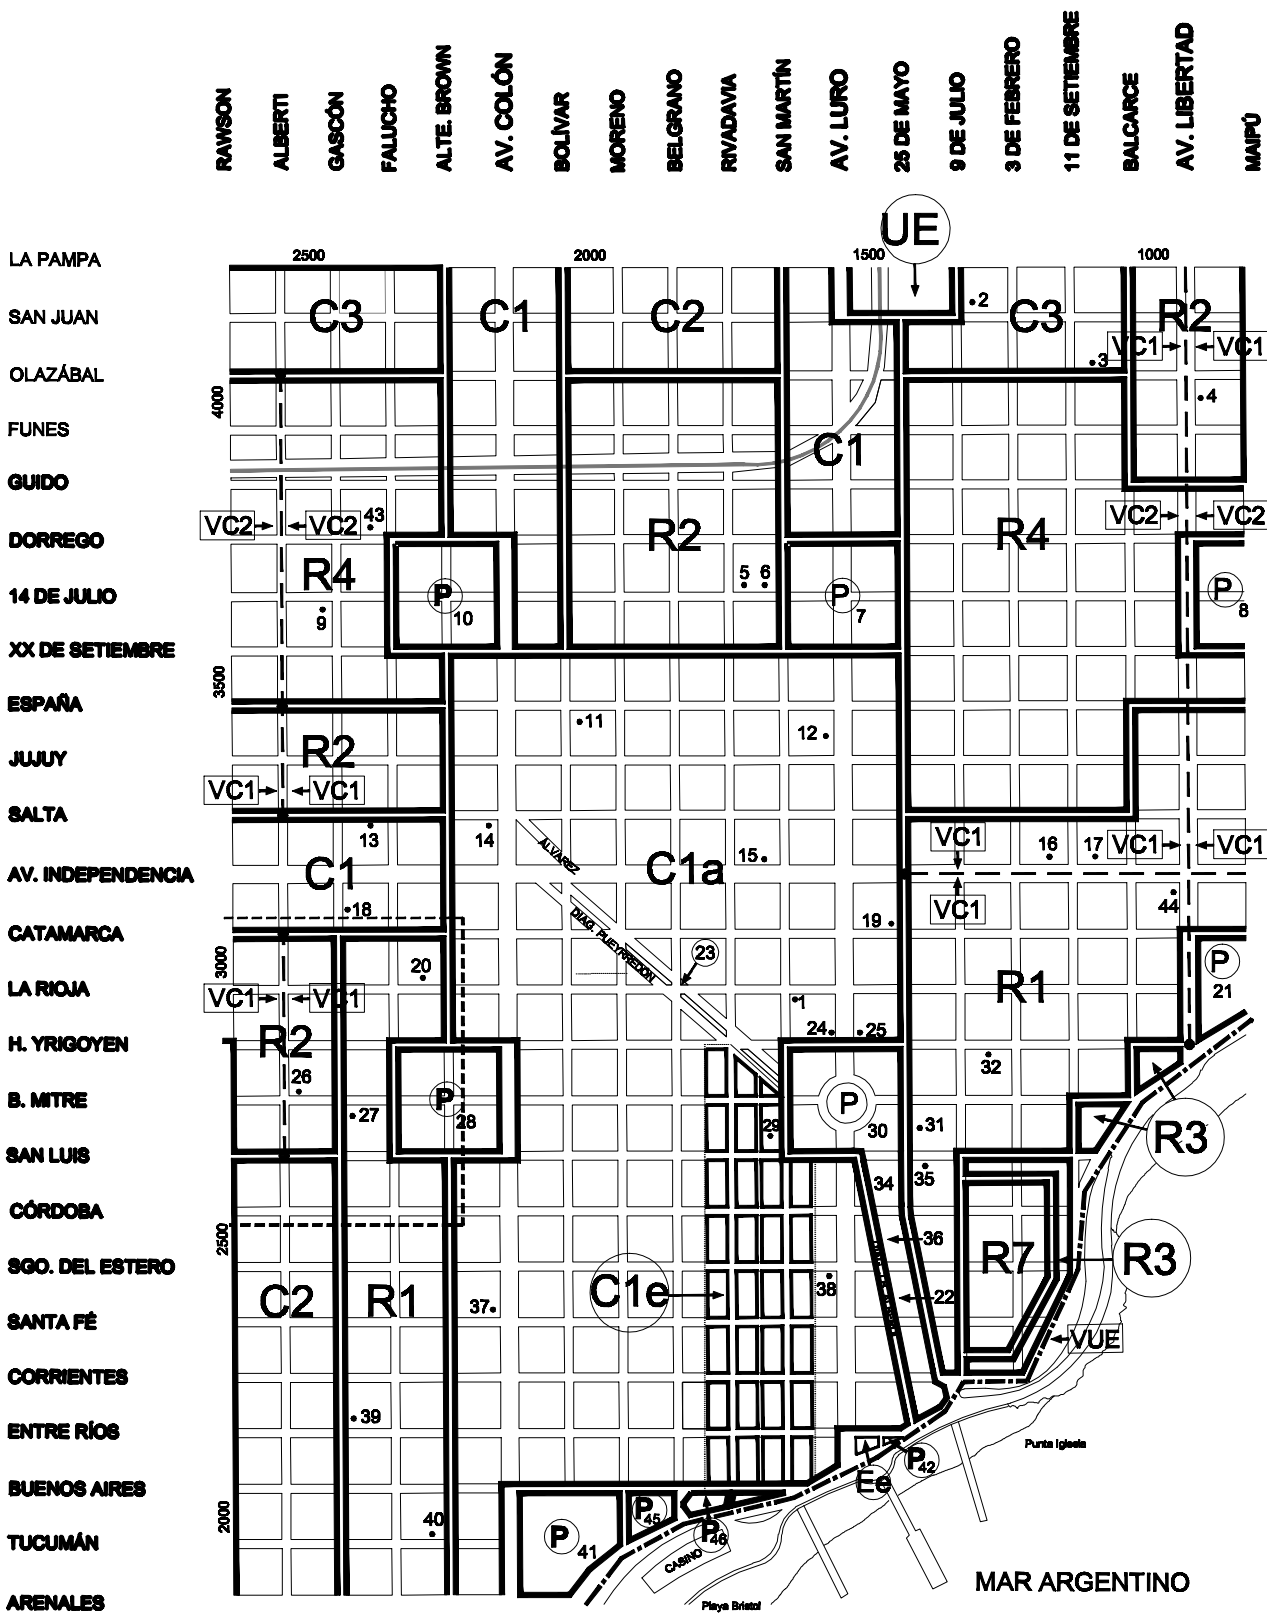 RAWSON
ALBERTI
GASCÓN
FALUCHO
ALTE. BROWN
AV. COLÓN
BOLÍVAR
MORENO
BELGRANO
RIVADAVIA
SAN MARTÍN
AV. LURO
25 DE MAYO
9 DE JULIO
3 DE FEBRERO
11 DE SETIEMBRE
BALCARCE
AV. LIBERTAD
MAIPÚ
UE
LA PAMPA
2500
2000
1500
1000
SAN JUAN
C3
C1
C2
2
C3
R2
VC1
VC1
3
OLAZÁBAL
4000
4
FUNES
C1
GUIDO
VC2
VC2
43
R2
R4
VC2
VC2
DORREGO
R4
14 DE JULIO
9
P
10
5
6
P
7
P
8
XX DE SETIEMBRE
3500
ESPAÑA
11
12
JUJUY
R2
VC1
VC1
SALTA
13
14
ALVAREZ
15
VC1
16
17
VC1
VC1
AV. INDEPENDENCIA
C1
C1a
18
DIAG. PUEYRREDON
19
VC1
44
CATAMARCA
3000
20
23
P
21
LA RIOJA
VC1
VC1
1
R1
H. YRIGOYEN
R2
24
25
26
32
B. MITRE
27
P
28
29
P
30
31
R3
SAN LUIS
34
35
CÓRDOBA
2500
36
SGO. DEL ESTERO
C2
R1
C1e
38
R7
R3
SANTA FÉ
37
22
VUE
CORRIENTES
39
ENTRE RÍOS
Punta Iglesia
P
42
Ee
BUENOS AIRES
2000
40
P
45
P
46
TUCUMÁN
P
41
CASINO
MAR ARGENTINO
ARENALES
Playa Bristol